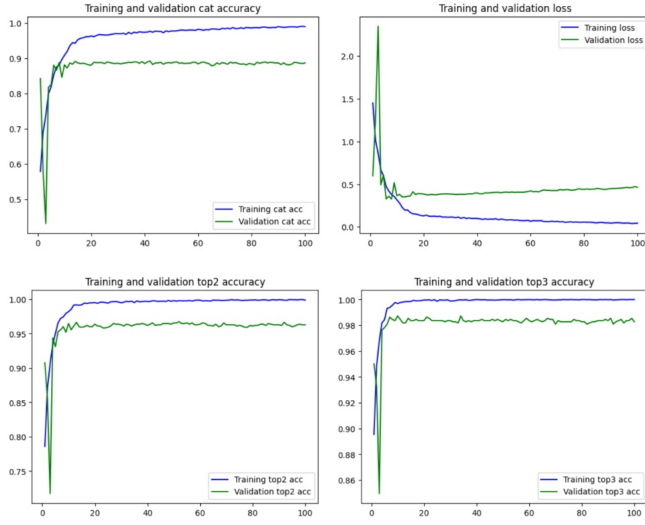 Training and validation cat accuracy
1.0
0.9
0.8
0.7
0.6
0.5
Training cat acc
Validation cat acc
0 20 40 60 80 100
Training and validation loss
Training loss
Validation loss
2.5
2.0
1.5
1.0
0.5
0.0
0 20 40 60 80 100
Training and validation top2 accuracy
1.00
0.95
0.90
0.85
0.80
0.75
Training top2 acc
Validation top2 acc
0 20 40 60 80 100
Training and validation top3 accuracy
1.00
0.98
0.96
0.94
0.92
0.90
0.88
0.86
Training top3 acc
Validation top3 acc
0 20 40 60 80 100